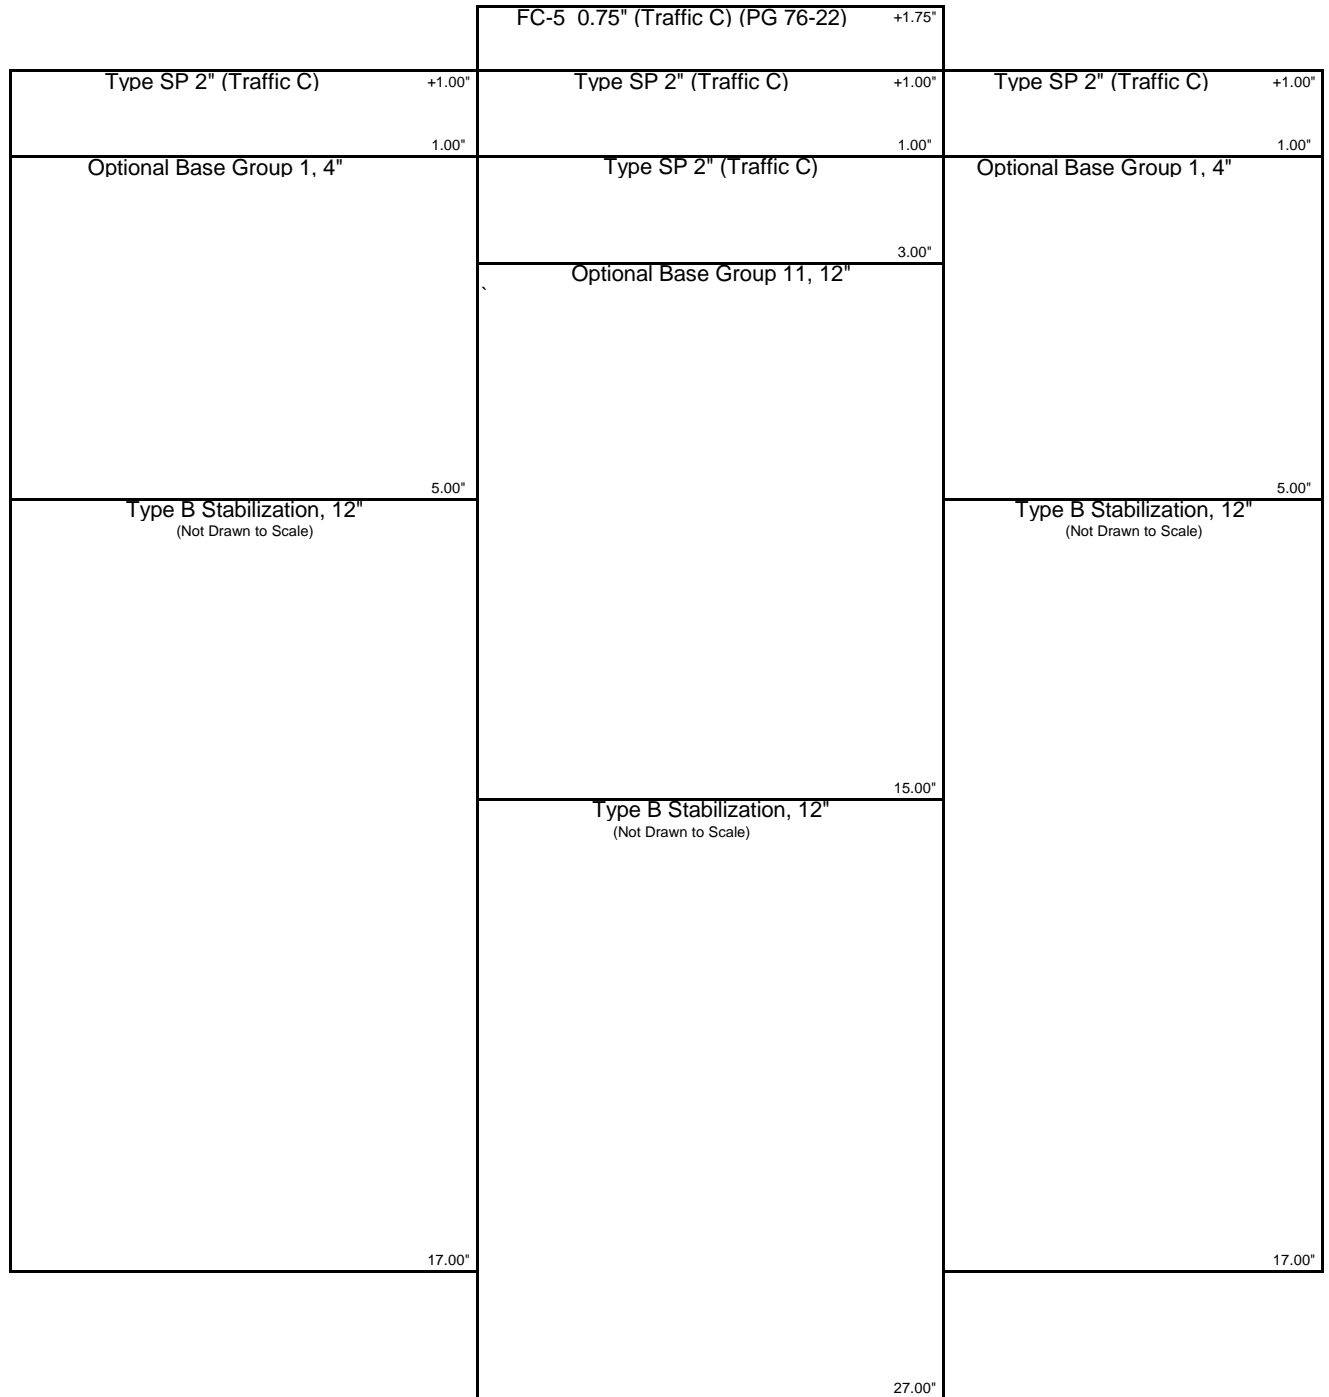 FC-5 0.75" (Traffic C) (PG 76-22) +1.75"
Type SP 2" (Traffic C) +1.00"
1.00"
Type SP 2" (Traffic C) +1.00"
1.00"
Type SP 2" (Traffic C) +1.00"
1.00"
Optional Base Group 1, 4"
5.00"
Type SP 2" (Traffic C)
3.00"
Optional Base Group 1, 4"
5.00"
Optional Base Group 11, 12"
`
15.00"
Type B Stabilization, 12"
(Not Drawn to Scale)
17.00"
Type B Stabilization, 12"
(Not Drawn to Scale)
27.00"
Type B Stabilization, 12"
(Not Drawn to Scale)
17.00"